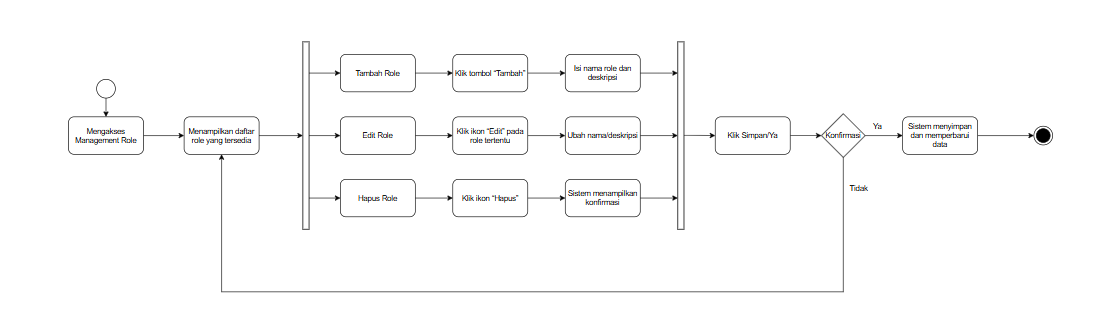 Mengakses
Management Role
Menampilkan daftar
role yang tersedia
Tambah Role
Klik tombol “Tambah”
Isi nama role dan
deskripsi
Edit Role
Klik ikon “Edit” pada
role tertentu
Ubah nama/deskripsi
Hapus Role
Klik ikon “Hapus”
Sistem menampilkan
konfirmasi
Klik Simpan/Ya
Konfirmasi
Ya
Tidak
Sistem menyimpan
dan memperbarui
data